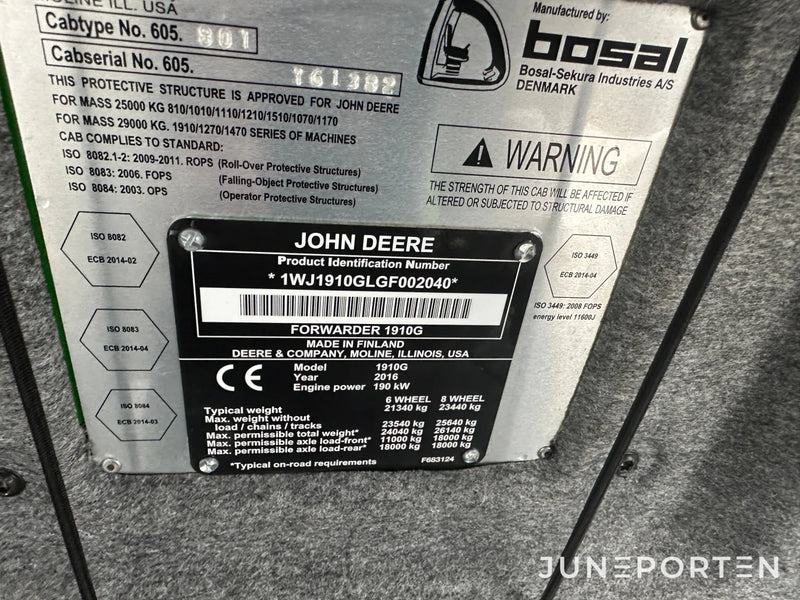 MOLINE ILL. USA
Cabtype No. 605. 801
Cabserial No. 605. 161382
THIS PROTECTIVE STRUCTURE IS APPROVED FOR JOHN DEERE
FOR MASS 25000 KG 810/1010/1110/1210/1510/1070/1170
FOR MASS 29000 KG. 1910/1270/1470 SERIES OF MACHINES
CAB COMPLIES TO STANDARD:
ISO 8082.1-2: 2009-2011. ROPS (Roll-Over Protective Structures)
ISO 8083: 2006. FOPS (Falling-Object Protective Structures)
ISO 8084: 2003. OPS (Operator Protective Structures)
Manufactured by:
bosal
Bosal-Sekura Industries A/S
DENMARK
WARNING
THE STRENGTH OF THIS CAB WILL BE AFFECTED IF
ALTERED OR SUBJECTED TO STRUCTURAL DAMAGE
ISO 8082
ECB 2014-02
ISO 8083
ECB 2014-04
ISO 8084
ECB 2014-03
ISO 3449
ECB 2014-04
ISO 3449: 2008 FOPS
energy level 11600J
JOHN DEERE
Product Identification Number
*1WJ1910GLGF002040*
FORWARDER 1910G
MADE IN FINLAND
DEERE & COMPANY, MOLINE, ILLINOIS, USA
CE
Model 1910G
Year 2016
Engine power 190 kW
6 WHEEL 8 WHEEL
Typical weight 21340 kg 23440 kg
Max. weight without
load / chains / tracks 23540 kg 25640 kg
Max. permissible total weight* 24040 kg 26140 kg
Max. permissible axle load-front* 11000 kg 18000 kg
Max. permissible axle load-rear* 18000 kg 18000 kg
*Typical on-road requirements
F683124
JUNEPORTEN